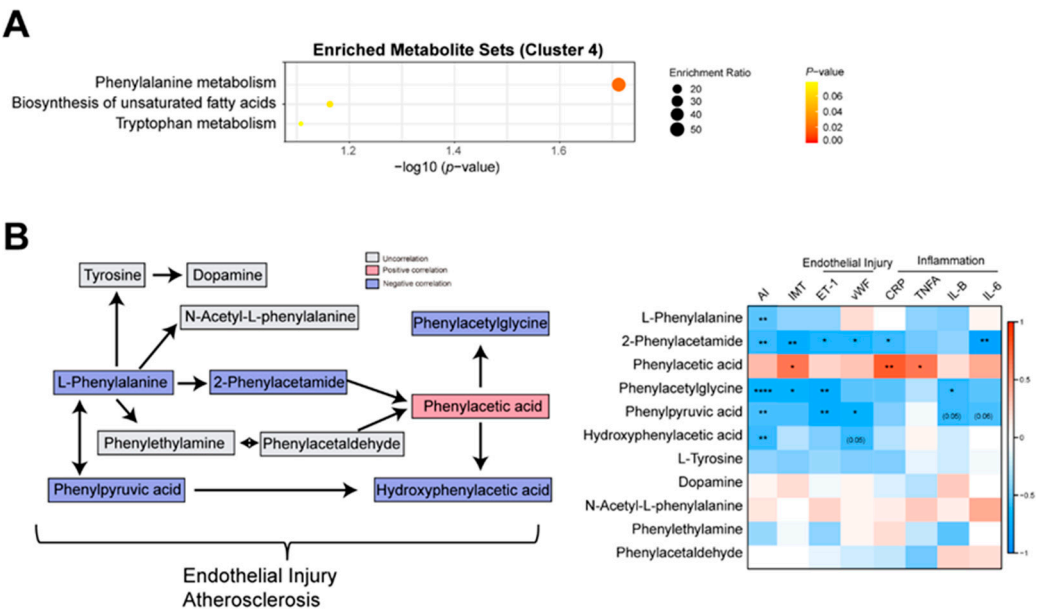 A
Enriched Metabolite Sets (Cluster 4)
Phenylalanine metabolism
Biosynthesis of unsaturated fatty acids
Tryptophan metabolism
1.2 1.4 1.6
−log10 (p−value)
Enrichment Ratio
20
30
40
50
P−value
0.06
0.04
0.02
0.00
B
Tyrosine
Dopamine
N-Acetyl-L-phenylalanine
L-Phenylalanine
2-Phenylacetamide
Phenylethylamine
Phenylacetaldehyde
Phenylpyruvic acid
Uncorrelation
Positive correlation
Negative correlation
Phenylacetylglycine
Phenylacetic acid
Hydroxyphenylacetic acid
Endothelial Injury
Atherosclerosis
Endothelial Injury
Inflammation
AI IMT ET-1 vWF CRP TNFA IL-B IL-6
L-Phenylalanine **
2-Phenylacetamide ** ** * * * **
Phenylacetic acid * ** *
Phenylacetylglycine **** * ** *
Phenylpyruvic acid ** ** * (0.05) (0.06)
Hydroxyphenylacetic acid ** (0.05)
L-Tyrosine
Dopamine
N-Acetyl-L-phenylalanine
Phenylethylamine
Phenylacetaldehyde
1
0.5
0
−0.5
−1